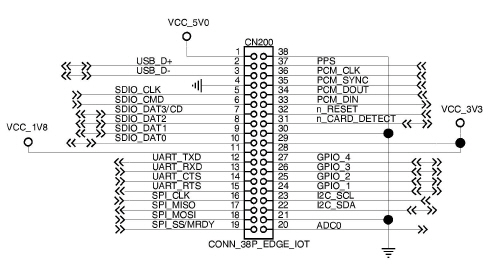 VCC_5V0
CN200
1 38
USB_D+ 2 37 PPS
USB_D- 3 36 PCM_CLK
4 35 PCM_SYNC
SDIO_CLK 5 34 PCM_DOUT
SDIO_CMD 6 33 PCM_DIN
SDIO_DAT3/CD 7 32 n_RESET
SDIO_DAT2 8 31 n_CARD_DETECT
VCC_3V3
SDIO_DAT1 9 30
VCC_1V8
SDIO_DAT0 10 29
11 28
UART_TXD 12 27 GPIO_4
UART_RXD 13 26 GPIO_3
UART_CTS 14 25 GPIO_2
UART_RTS 15 24 GPIO_1
SPI_CLK 16 23 I2C_SCL
SPI_MISO 17 22 I2C_SDA
SPI_MOSI 18 21
SPI_SS/MRDY 19 20 ADC0
CONN_38P_EDGE_IOT